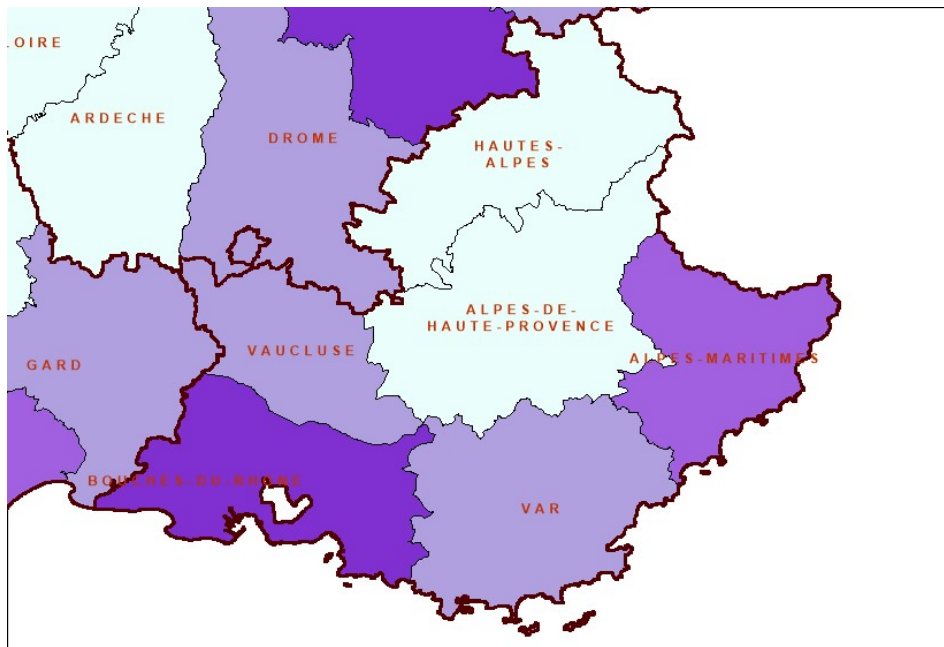 LOIRE
ARDECHE
DROME
HAUTES-
ALPES
ALPES-DE-
HAUTE-PROVENCE
VAUCLUSE
ALPES-MARITIMES
GARD
BOUCHES-DU-RHONE
VAR